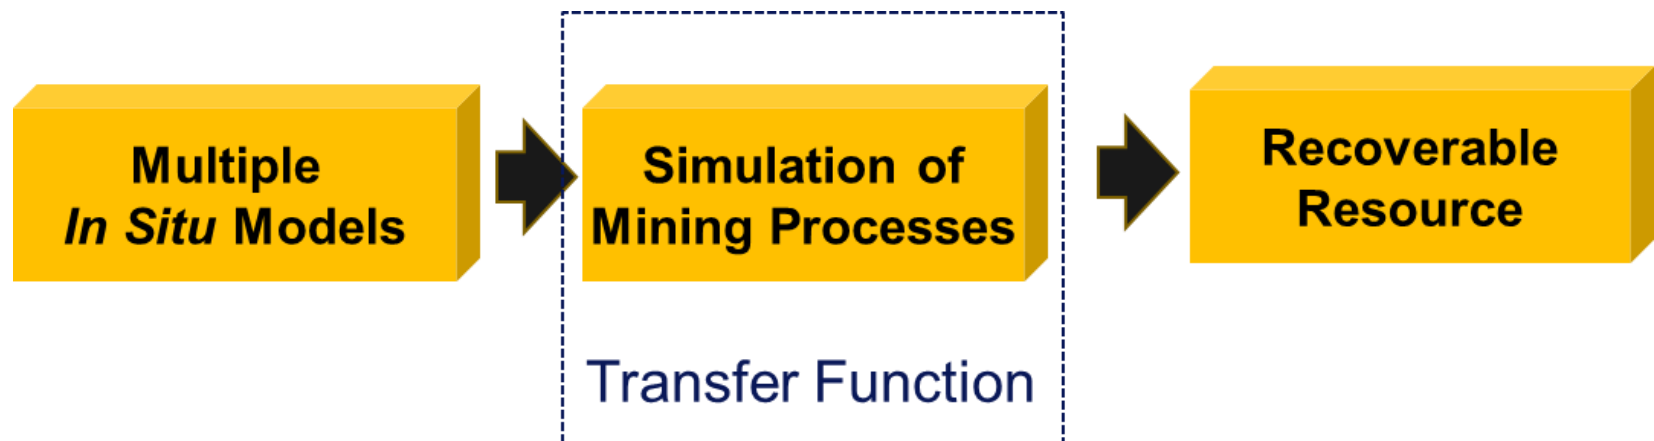 Multiple
In Situ Models
Simulation of
Mining Processes
Recoverable
Resource
Transfer Function